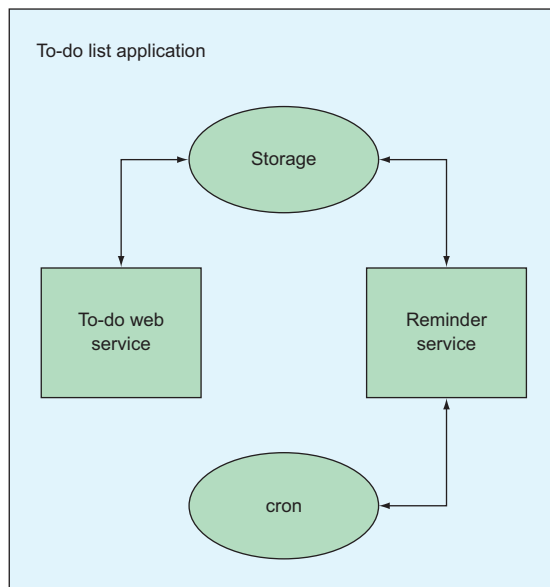 To-do list application
Storage
To-do web
service
Reminder
service
cron